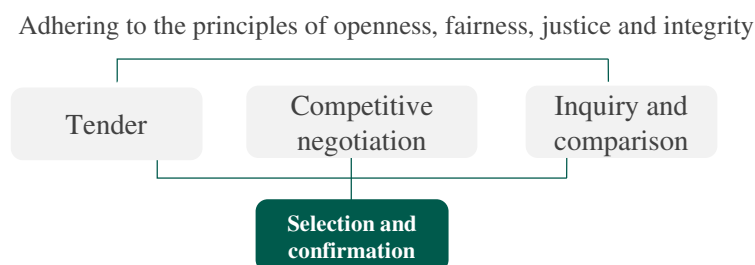 Adhering to the principles of openness, fairness, justice and integrity
Tender
Competitive
negotiation
Inquiry and
comparison
Selection and
confirmation